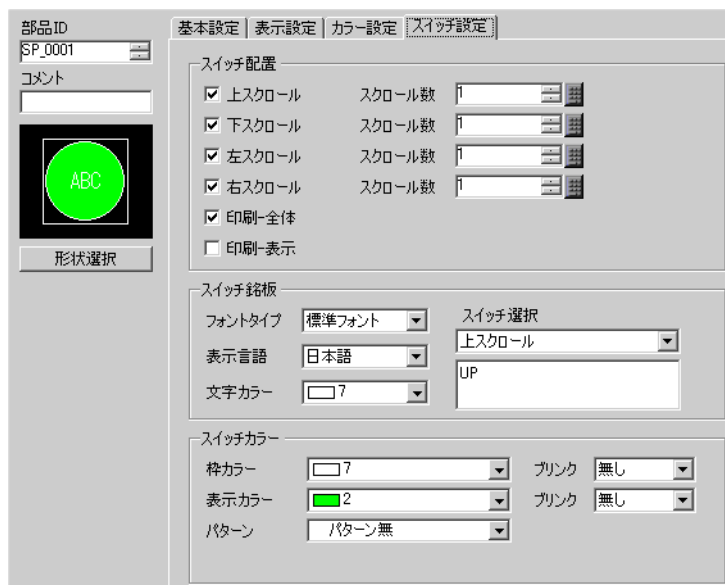 部品ID
SP_0001
コメント
ABC
形状選択
基本設定 表示設定 カラー設定 スイッチ設定
スイッチ配置
上スクロール スクロール数 1
下スクロール スクロール数 1
左スクロール スクロール数 1
右スクロール スクロール数 1
印刷-全体
印刷-表示
スイッチ銘板
フォントタイプ 標準フォント
表示言語 日本語
文字カラー 7
スイッチ選択
上スクロール
UP
スイッチカラー
枠カラー 7 ブリンク 無し
表示カラー 2 ブリンク 無し
パターン パターン無